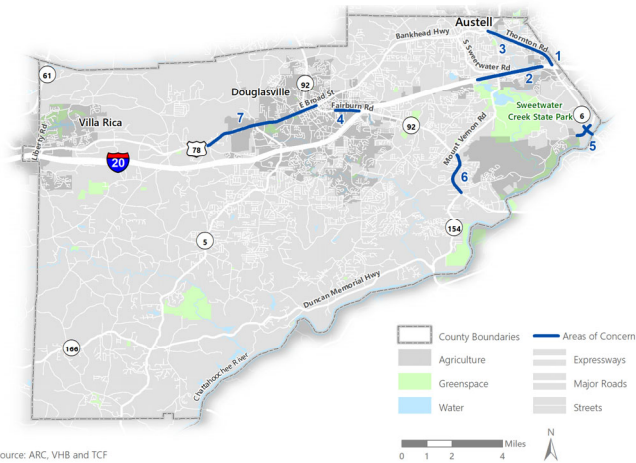 Austell
Thornton Rd
Bankhead Hwy
S Sweetwater Rd
3
1
2
61
92
Douglasville
E Broad St
Fairburn Rd
Sweetwater
Creek State Park
6
7
4
92
Villa Rica
Liberty Rd
78
5
20
Mount Vernon Rd
6
154
5
Duncan Memorial Hwy
166
Chattahoochee River
County Boundaries
Areas of Concern
Agriculture
Expressways
Greenspace
Major Roads
Water
Streets
N
Miles
0 1 2 4
ource: ARC, VHB and TCF